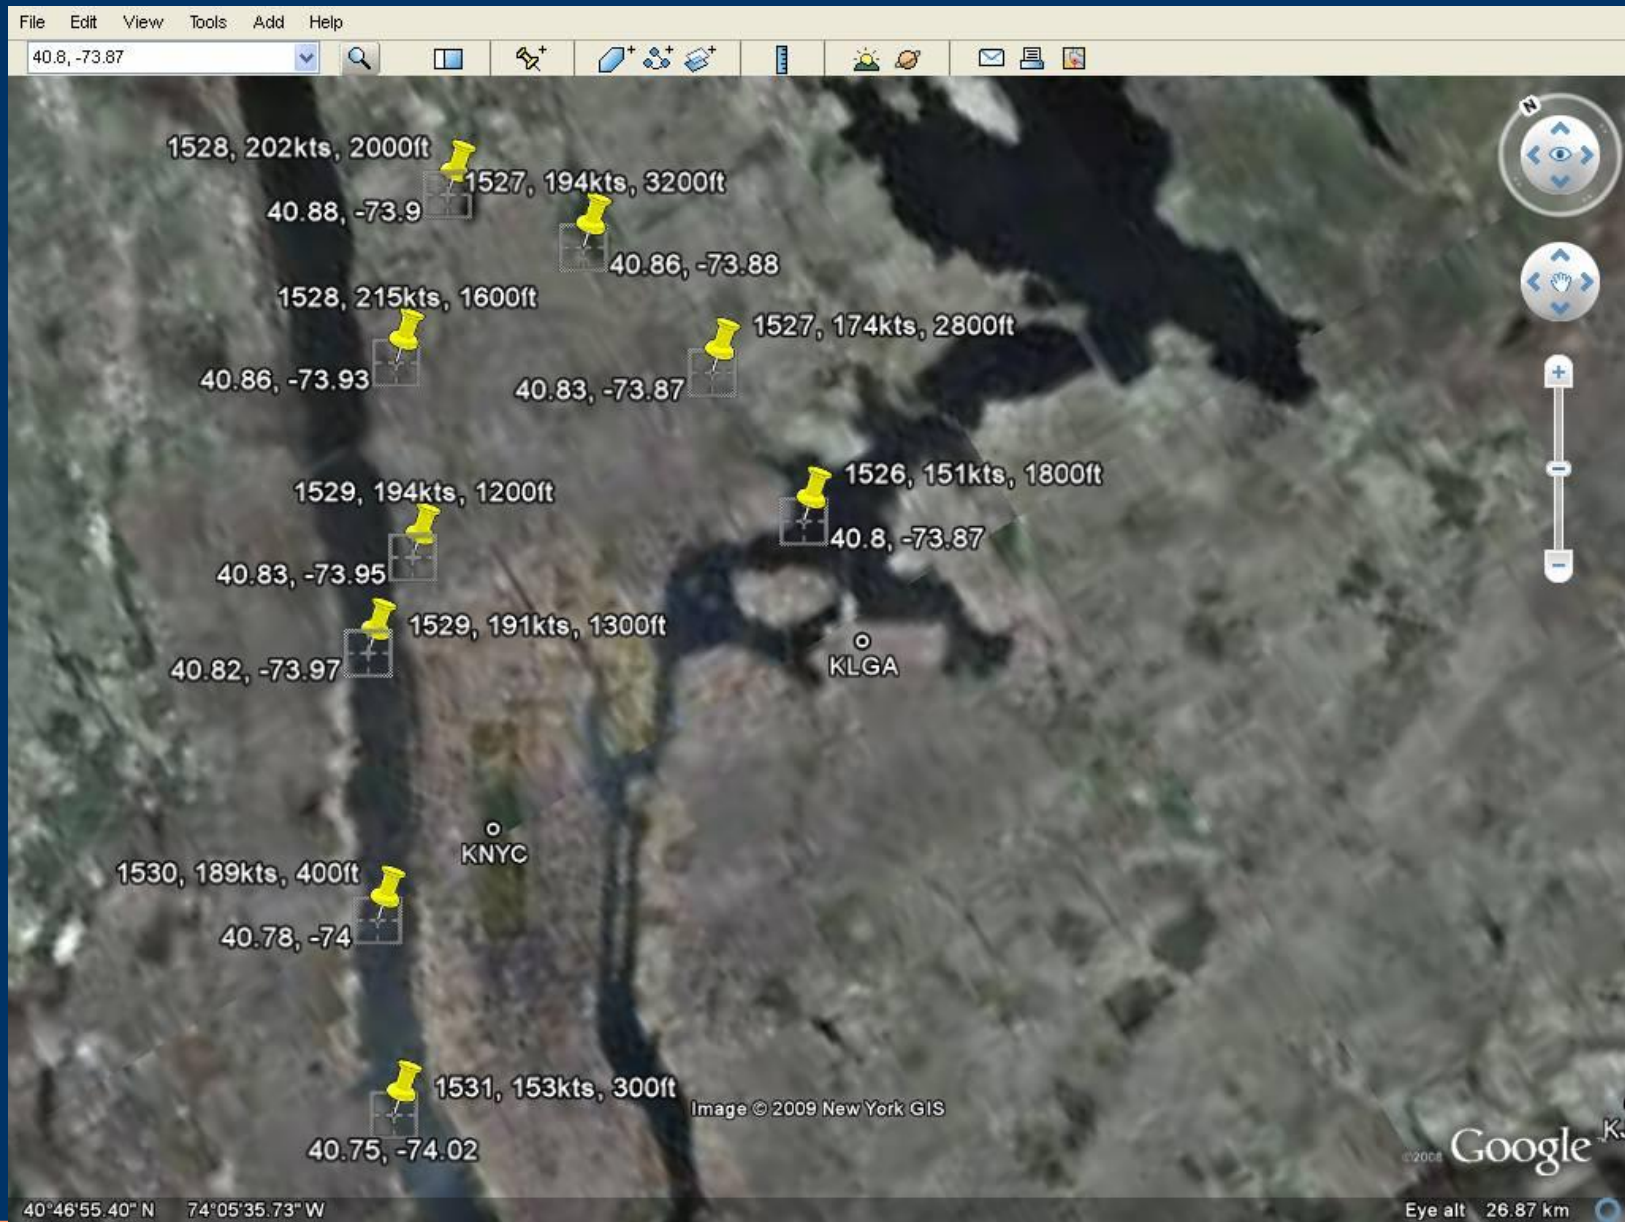 File Edit View Tools Add Help
40.8, -73.87
N
1528, 202kts, 2000ft
1527, 194kts, 3200ft
40.88, -73.9
40.86, -73.88
1528, 215kts, 1600ft
1527, 174kts, 2800ft
40.86, -73.93
40.83, -73.87
1526, 151kts, 1800ft
1529, 194kts, 1200ft
40.8, -73.87
40.83, -73.95
1529, 191kts, 1300ft
KLGA
40.82, -73.97
KNYC
1530, 189kts, 400ft
40.78, -74
1531, 153kts, 300ft
Image © 2009 New York GIS
40.75, -74.02
©2008 Google
40°46'55.40" N 74°05'35.73" W
Eye alt 26.87 km